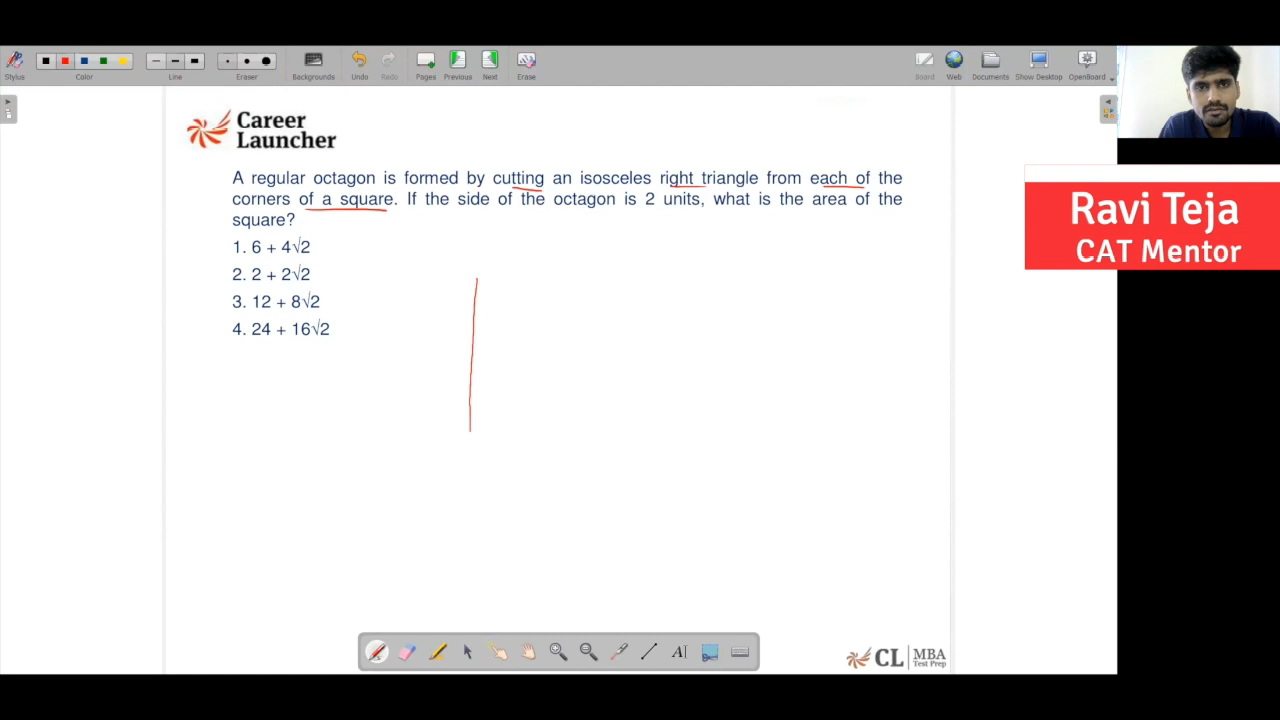 Stylus
Color
Line
Eraser
Backgrounds
Undo
Redo
Pages
Previous
Next
Erase
Board
Web
Documents
Show Desktop
OpenBoard
Career
Launcher
A regular octagon is formed by cutting an isosceles right triangle from each of the
corners of a square. If the side of the octagon is 2 units, what is the area of the
square?
1. 6 + 4√2
2. 2 + 2√2
3. 12 + 8√2
4. 24 + 16√2
Ravi Teja
CAT Mentor
A
CL MBA
Test Prep